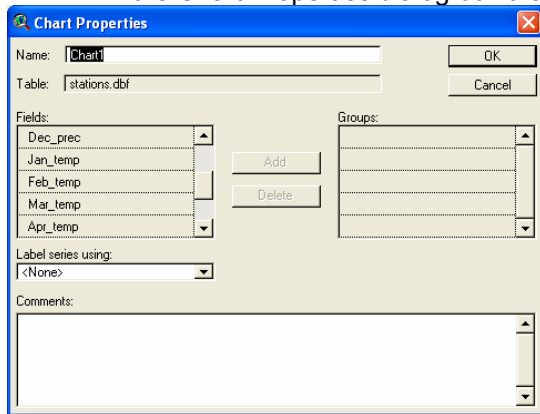 Chart Properties
Name: Chart1
OK
Table: stations.dbf
Cancel
Fields:
Groups:
Dec_prec
Jan_temp
Feb_temp
Mar_temp
Apr_temp
Add
Delete
Label series using:
<None>
Comments: